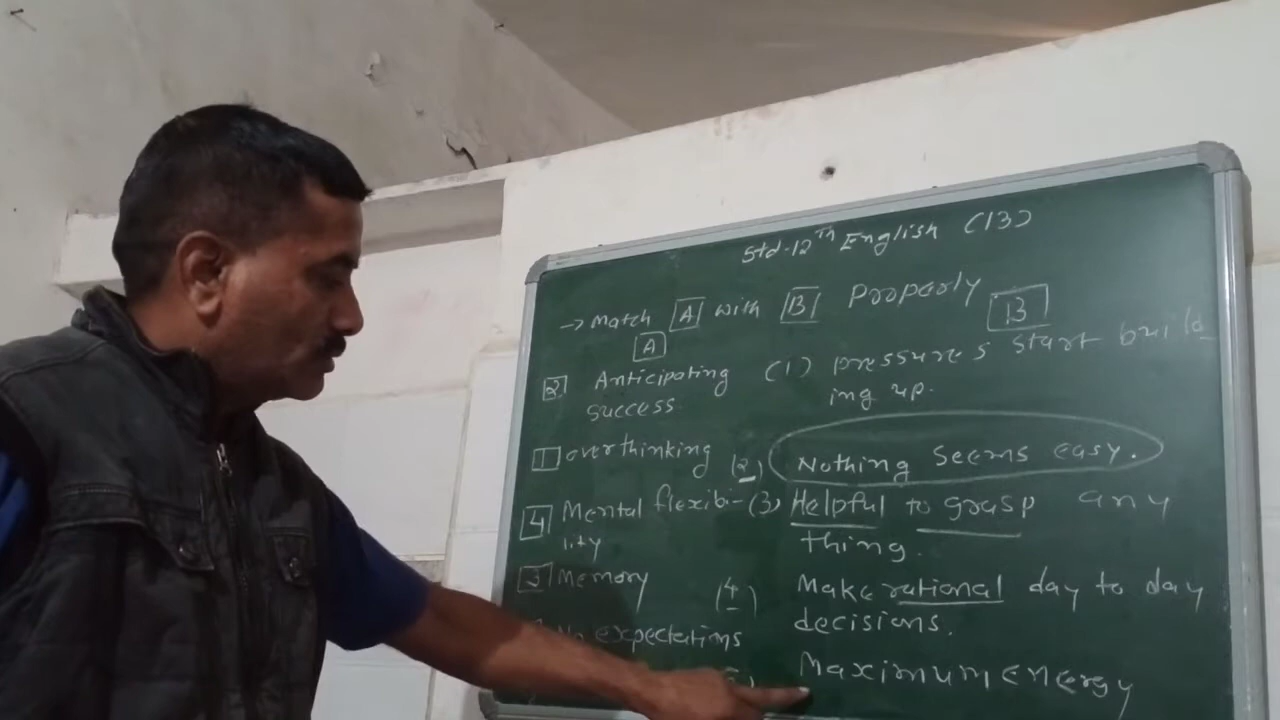 Std-12th English (13)
→ Match [A] with [B] Properly
[A] [B]
[2] Anticipating success (1) pressures start build-
ing up.
[1] overthinking (2) Nothing seems easy.
[4] Mental flexibi- (3) Helpful to grasp any
lity thing.
[3] Memory (4) Make rational day to day
No expectations decisions.
Maximum energy